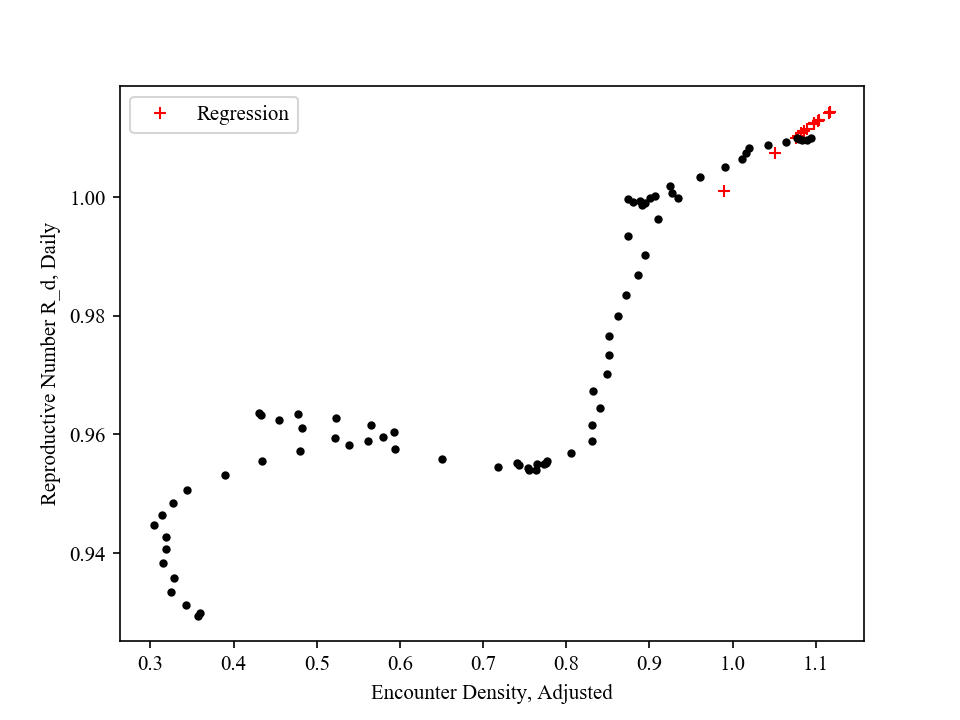 Regression
1.00
0.98
0.96
0.94
Reproductive Number R_d, Daily
0.3 0.4 0.5 0.6 0.7 0.8 0.9 1.0 1.1
Encounter Density, Adjusted